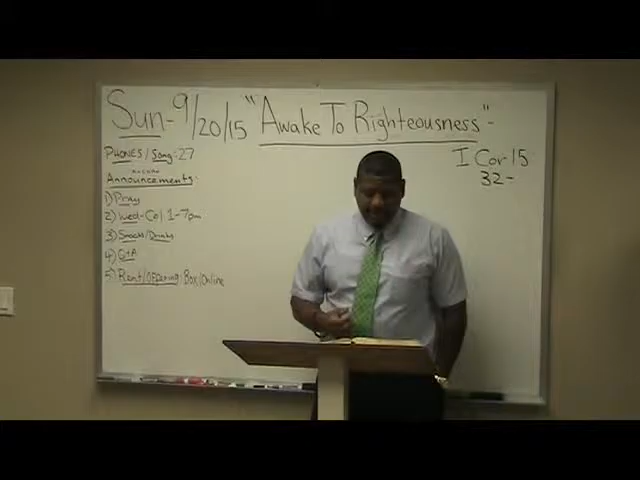 Sun-9/20/15 "Awake To Righteousness"-
PHONES/Song:27
Announcements:
1) Pray
2) Wed-Col 1-7pm
3) Snacks/Drinks
4) Q+A
5) Rent/Offering: Box/Online
I Cor 15
32-